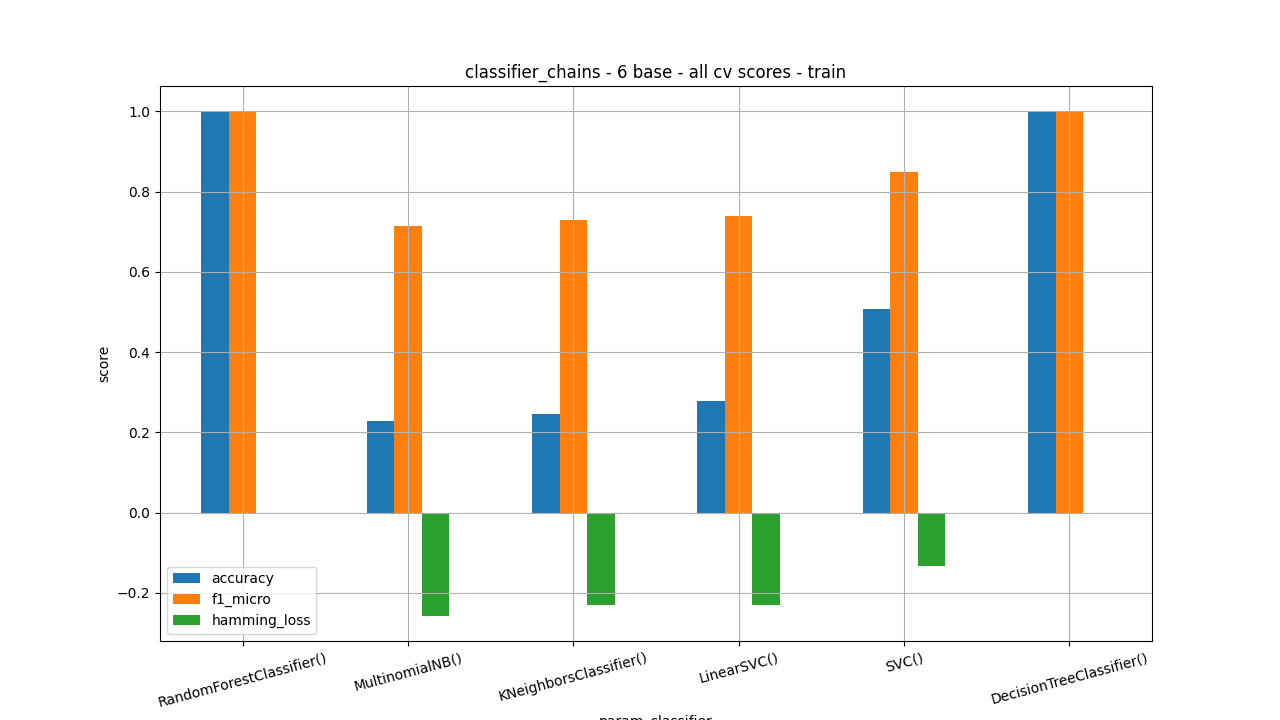 classifier_chains - 6 base - all cv scores - train
1.0
0.8
0.6
0.4
0.2
0.0
−0.2
score
accuracy
f1_micro
hamming_loss
RandomForestClassifier()
MultinomialNB()
KNeighborsClassifier()
LinearSVC()
SVC()
DecisionTreeClassifier()
param_classifier